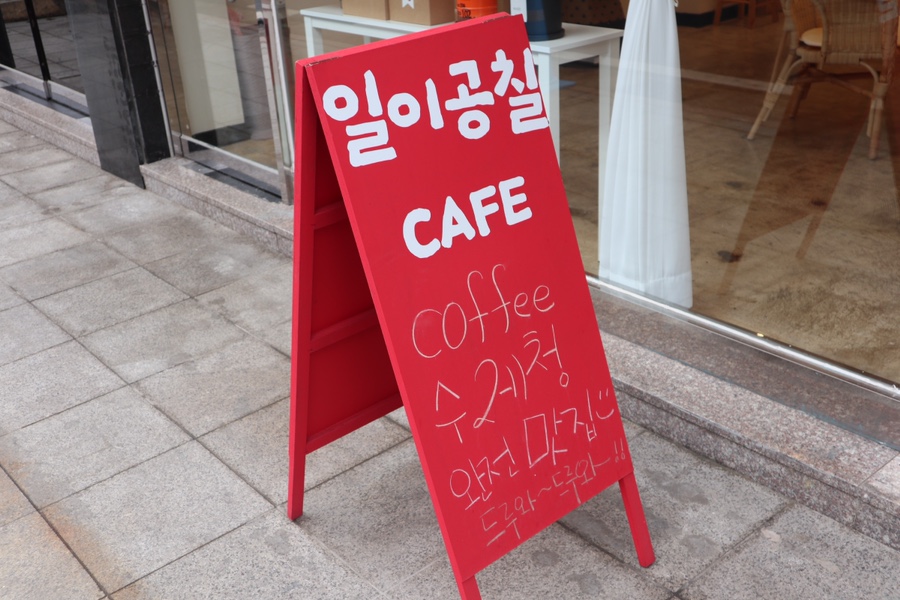 일이공칠
CAFE
coffee
수제청
완전 맛집
드루와~드루와~!!